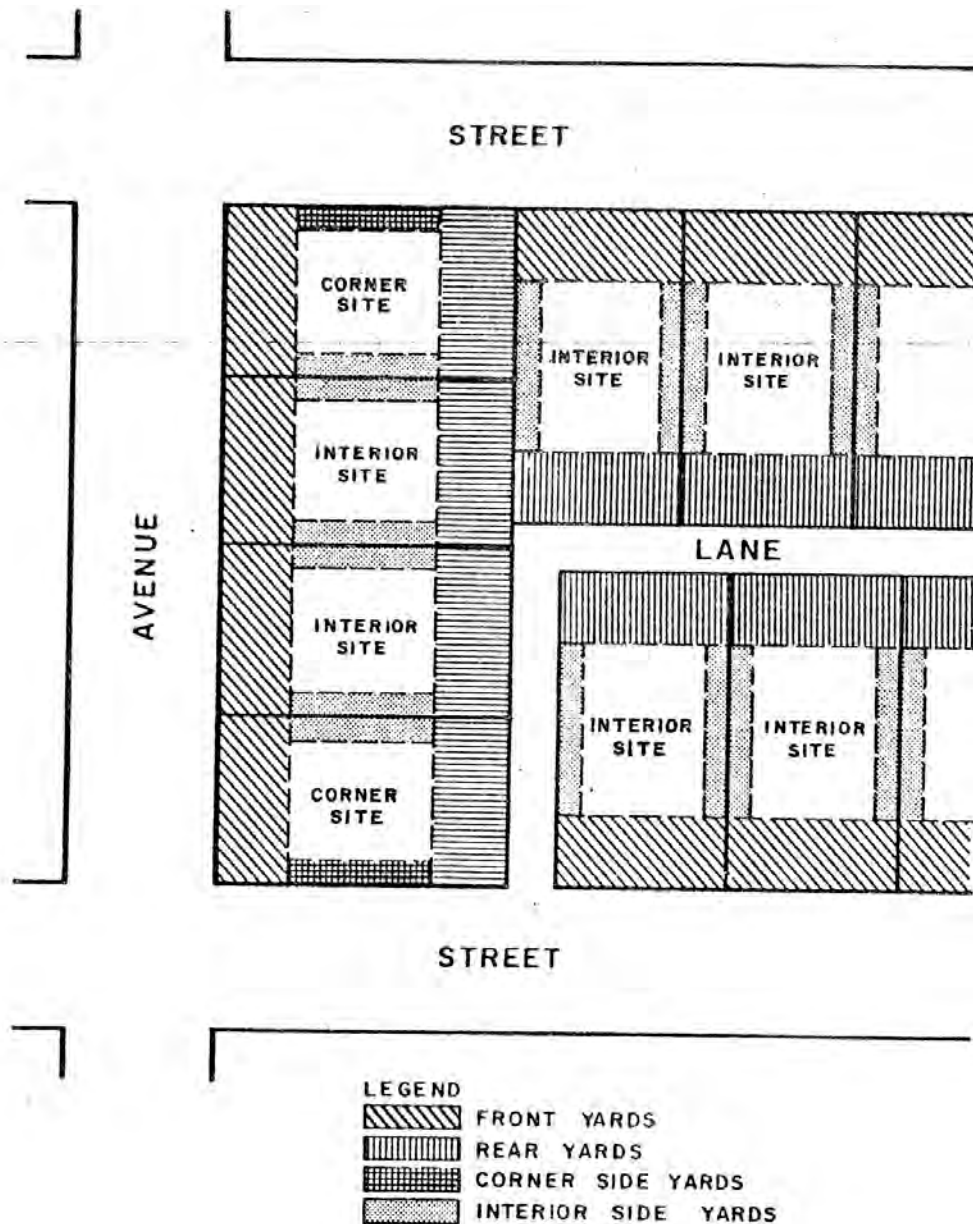 STREET
CORNER
SITE
INTERIOR
SITE
INTERIOR
SITE
INTERIOR
SITE
AVENUE
LANE
INTERIOR
SITE
INTERIOR
SITE
INTERIOR
SITE
CORNER
SITE
STREET
LEGEND
FRONT YARDS
REAR YARDS
CORNER SIDE YARDS
INTERIOR SIDE YARDS